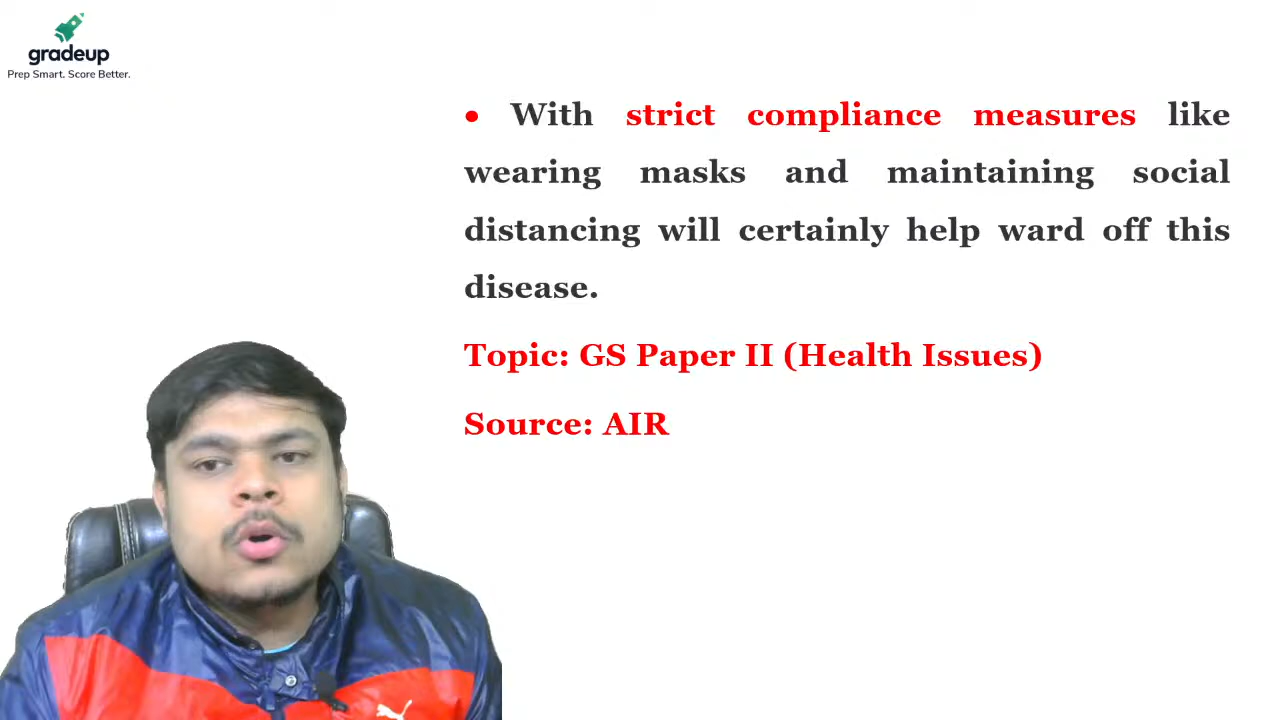 gradeup
Prep Smart. Score Better.
• With strict compliance measures like
wearing masks and maintaining social
distancing will certainly help ward off this
disease.
Topic: GS Paper II (Health Issues)
Source: AIR